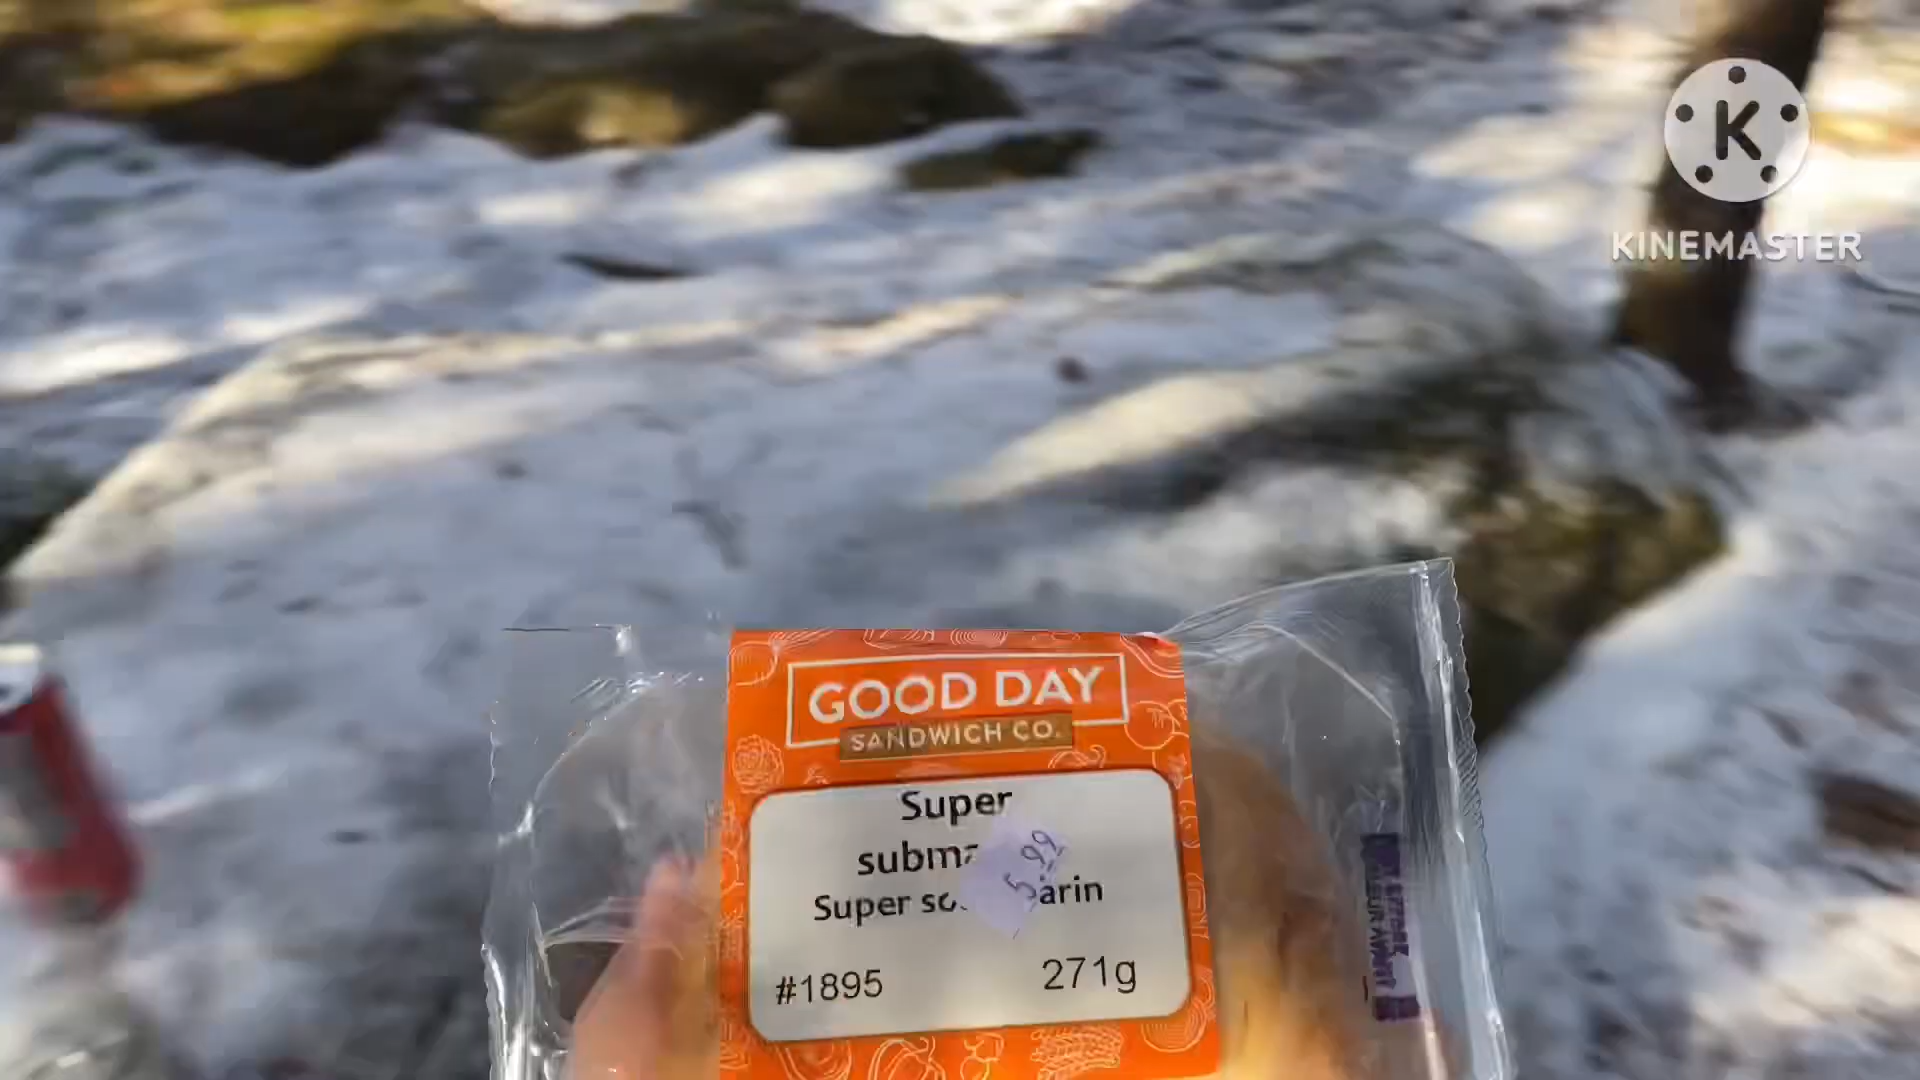 KINEMASTER
GOOD DAY
SANDWICH CO.
Super
subma
5.99
Super so arin
#1895 271g